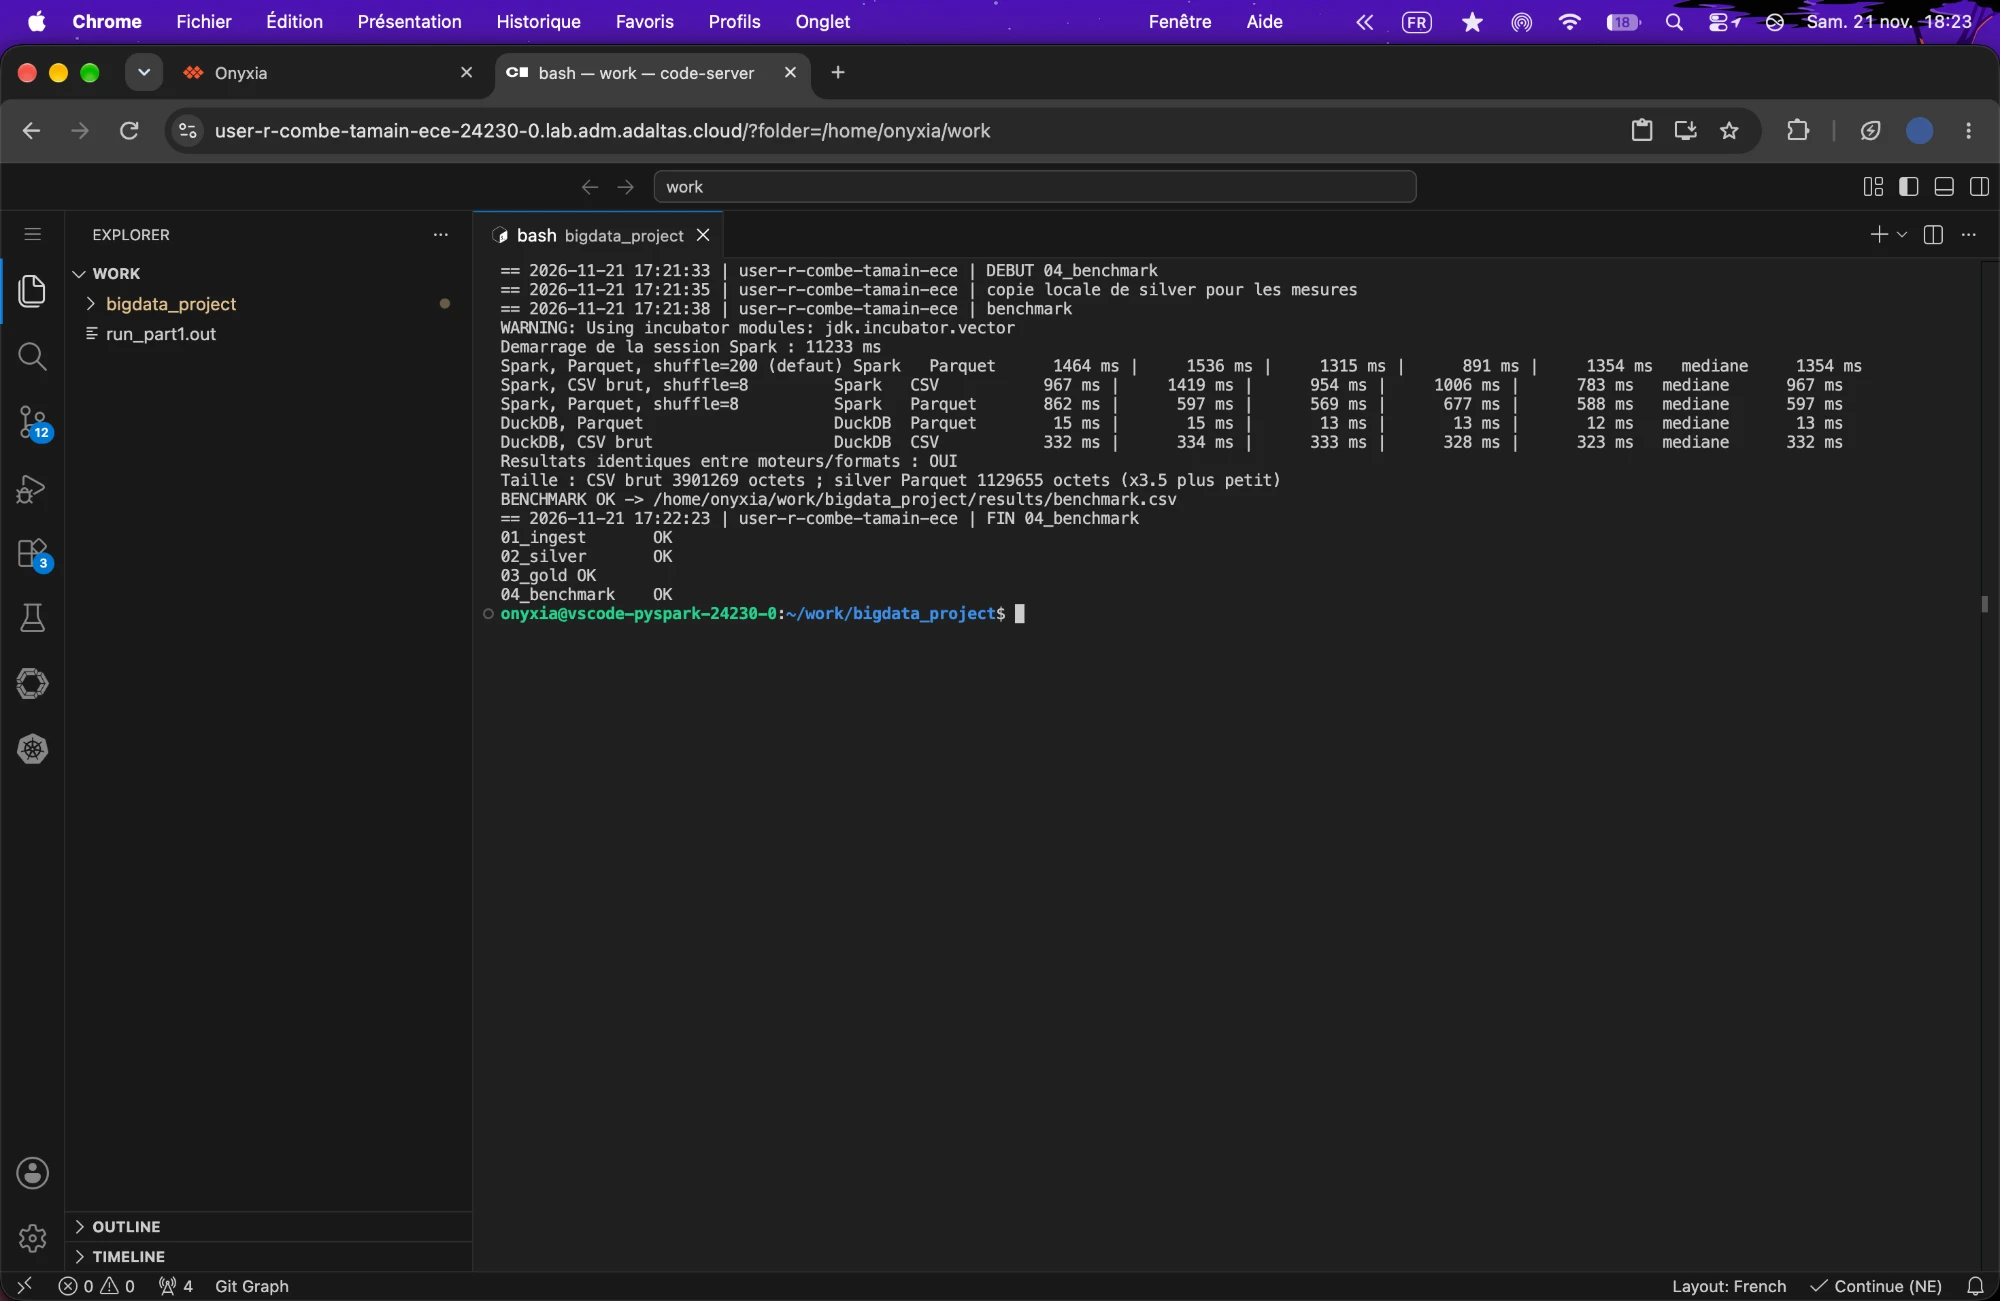 Chrome Fichier Édition Présentation Historique Favoris Profils Onglet Fenêtre Aide FR 18 Sam. 21 nov. 18:23
Onyxia
bash — work — code-server
user-r-combe-tamain-ece-24230-0.lab.adm.adaltas.cloud/?folder=/home/onyxia/work
work
EXPLORER
bash bigdata_project
WORK
bigdata_project
run_part1.out
12
3
== 2026-11-21 17:21:33 | user-r-combe-tamain-ece | DEBUT 04_benchmark
== 2026-11-21 17:21:35 | user-r-combe-tamain-ece | copie locale de silver pour les mesures
== 2026-11-21 17:21:38 | user-r-combe-tamain-ece | benchmark
WARNING: Using incubator modules: jdk.incubator.vector
Demarrage de la session Spark : 11233 ms
Spark, Parquet, shuffle=200 (defaut) Spark Parquet 1464 ms | 1536 ms | 1315 ms | 891 ms | 1354 ms mediane 1354 ms
Spark, CSV brut, shuffle=8 Spark CSV 967 ms | 1419 ms | 954 ms | 1006 ms | 783 ms mediane 967 ms
Spark, Parquet, shuffle=8 Spark Parquet 862 ms | 597 ms | 569 ms | 677 ms | 588 ms mediane 597 ms
DuckDB, Parquet DuckDB Parquet 15 ms | 15 ms | 13 ms | 13 ms | 12 ms mediane 13 ms
DuckDB, CSV brut DuckDB CSV 332 ms | 334 ms | 333 ms | 328 ms | 323 ms mediane 332 ms
Resultats identiques entre moteurs/formats : OUI
Taille : CSV brut 3901269 octets ; silver Parquet 1129655 octets (x3.5 plus petit)
BENCHMARK OK -> /home/onyxia/work/bigdata_project/results/benchmark.csv
== 2026-11-21 17:22:23 | user-r-combe-tamain-ece | FIN 04_benchmark
01_ingest OK
02_silver OK
03_gold OK
04_benchmark OK
onyxia@vscode-pyspark-24230-0:~/work/bigdata_project$
OUTLINE
TIMELINE
0 0 4 Git Graph Layout: French Continue (NE)